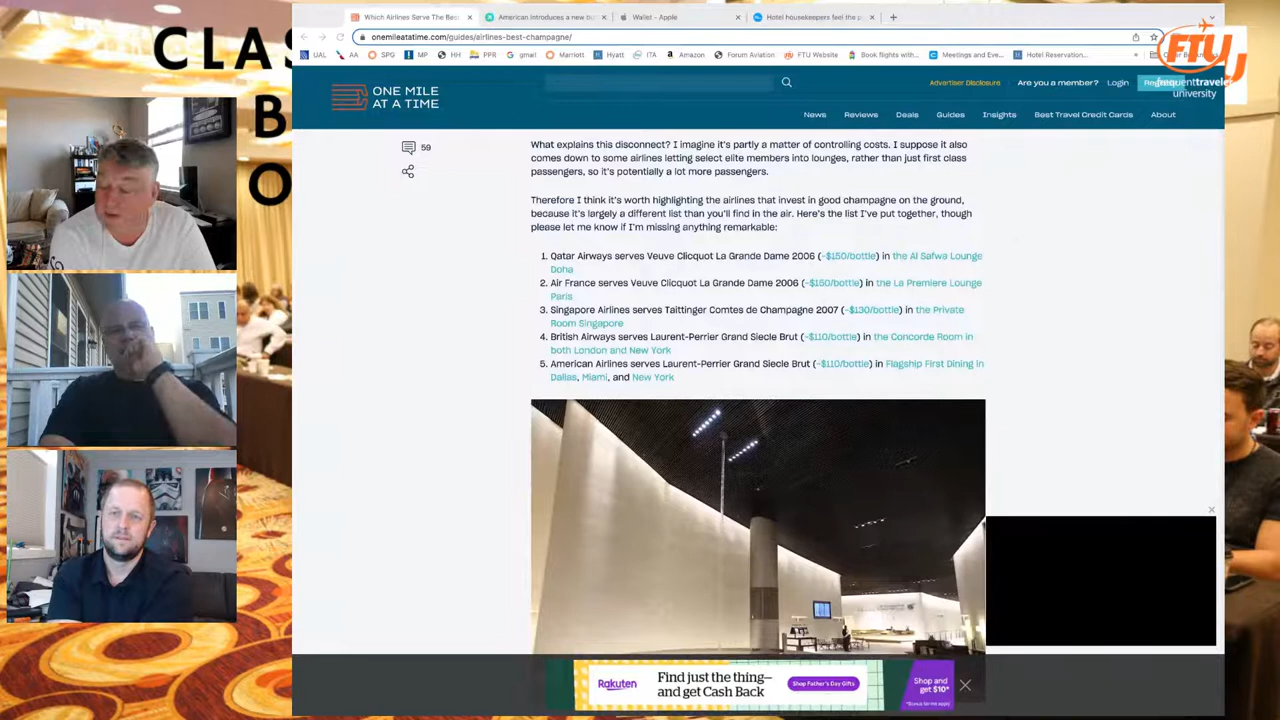 CLAS
B
O
Which Airlines Serve The Bes
American introduces a new b
Wallet - Apple
Hotel housekeepers feel the p
onemileatatime.com/guides/airlines-best-champagne/
UAL
SPG
AA
MP
HH
PPR
gmail
Marriott
Hyatt
ITA
Amazon
Forum Aviation
FTU Website
Book flights with...
Meetings and Eve...
Hotel Reservation...
FTU
frequenttravele
university
ONE MILE
AT A TIME
Advertiser Disclosure
Are you a member?
Login
News
Reviews
Deals
Guides
Insights
Best Travel Credit Cards
About
59
What explains this disconnect? I imagine it's partly a matter of controlling costs. I suppose it also
comes down to some airlines letting select elite members into lounges, rather than just first class
passengers, so it's potentially a lot more passengers.
Therefore I think it's worth highlighting the airlines that invest in good champagne on the ground,
because it's largely a different list than you'll find in the air. Here's the list I've put together, though
please let me know if I'm missing anything remarkable:
1. Qatar Airways serves Veuve Clicquot La Grande Dame 2006 (~$150/bottle) in the Al Safwa Lounge
Doha
2. Air France serves Veuve Clicquot La Grande Dame 2006 (~$150/bottle) in the La Premiere Lounge
Paris
3. Singapore Airlines serves Taittinger Comtes de Champagne 2007 (~$130/bottle) in the Private
Room Singapore
4. British Airways serves Laurent-Perrier Grand Siecle Brut (~$110/bottle) in the Concorde Room in
both London and New York
5. American Airlines serves Laurent-Perrier Grand Siecle Brut (~$110/bottle) in Flagship First Dining in
Dallas, Miami, and New York
Rakuten
Find just the thing—
and get Cash Back
Shop Father's Day Gifts
Shop and
get $10*